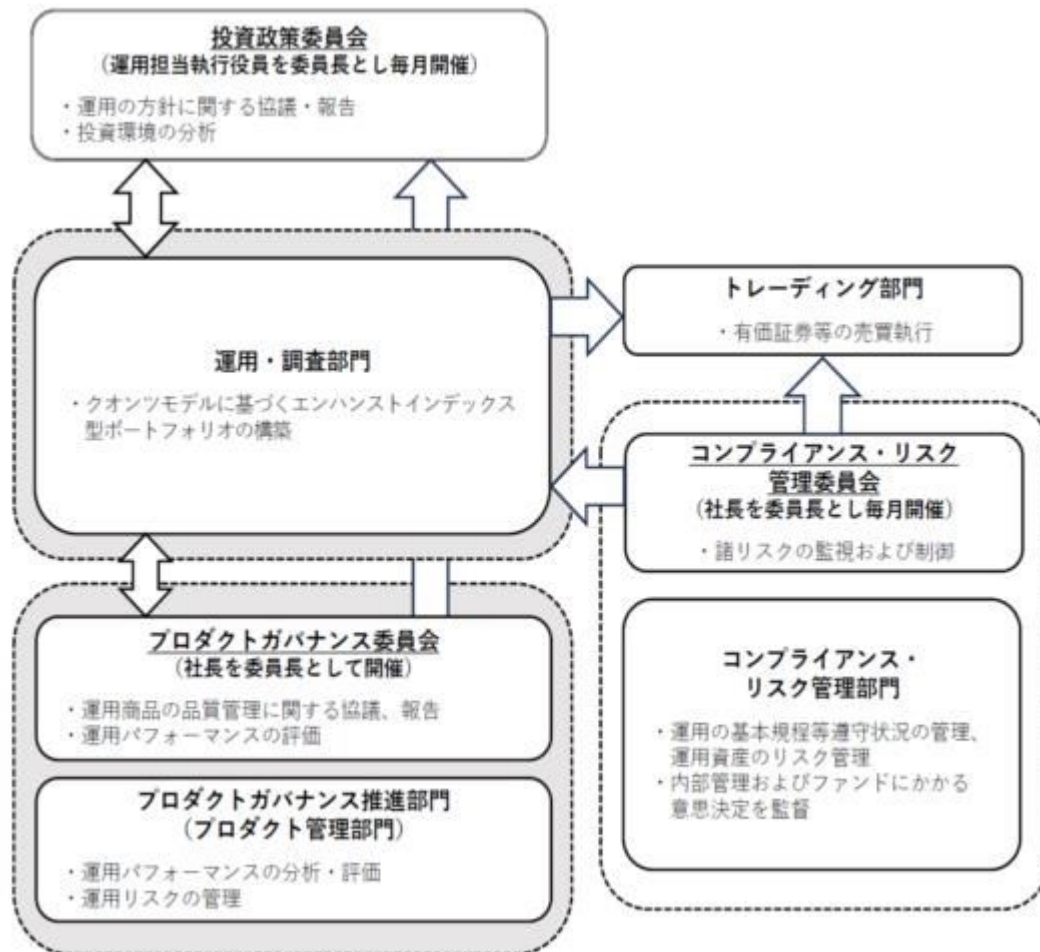 投資政策委員会
(運用担当執行役員を委員長とし毎月開催)
・運用の方針に関する協議・報告
・投資環境の分析
運用・調査部門
・クオンツモデルに基づくエンハンストインデックス
型ポートフォリオの構築
トレーディング部門
・有価証券等の売買執行
コンプライアンス・リスク
管理委員会
(社長を委員長とし毎月開催)
・諸リスクの監視および制御
コンプライアンス・
リスク管理部門
・運用の基本規程等遵守状況の管理、
運用資産のリスク管理
・内部管理およびファンドにかかる
意思決定を監督
プロダクトガバナンス委員会
(社長を委員長として開催)
・運用商品の品質管理に関する協議、報告
・運用パフォーマンスの評価
プロダクトガバナンス推進部門
(プロダクト管理部門)
・運用パフォーマンスの分析・評価
・運用リスクの管理